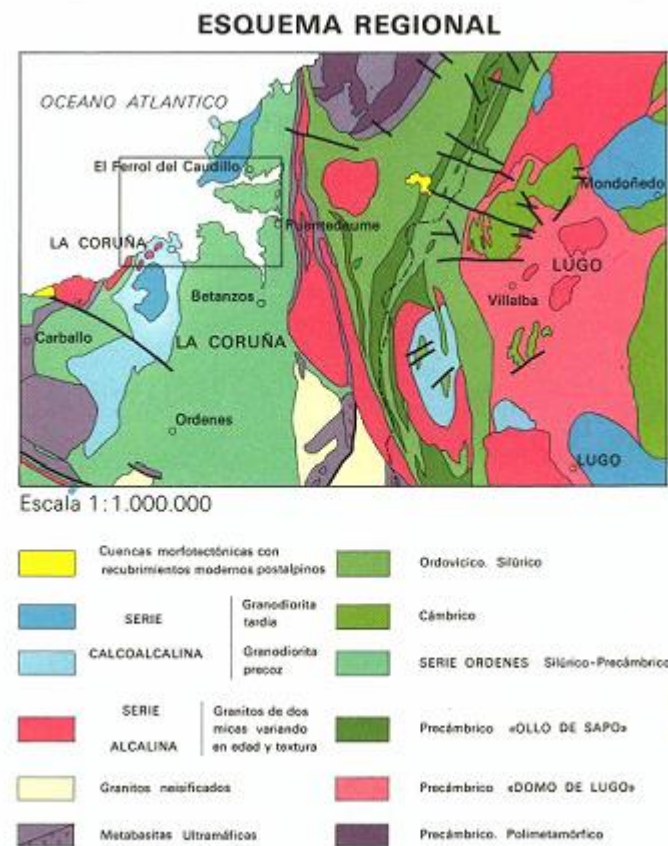 ESQUEMA REGIONAL
OCEANO ATLANTICO
El Ferrol del Caudillo
Mondoñedo
Puentedeume
LA CORUÑA
LUGO
Villalba
Betanzos
Carballo
LA CORUÑA
Ordenes
LUGO
Escala 1:1.000.000
Cuencas morfotectónicas con
recubrimientos modernos postalpinos
Ordovicico. Silúrico
SERIE
CALCOALCALINA
Granodiorita
tardia
Granodiorita
precoz
Cámbrico
SERIE ORDENES Silúrico-Precámbrico
SERIE
ALCALINA
Granitos de dos
micas variando
en edad y textura
Precámbrico «OLLO DE SAPO»
Granitos neisificados
Precámbrico «DOMO DE LUGO»
Metabasitas Ultramáficas
Precámbrico. Polimetamórfico